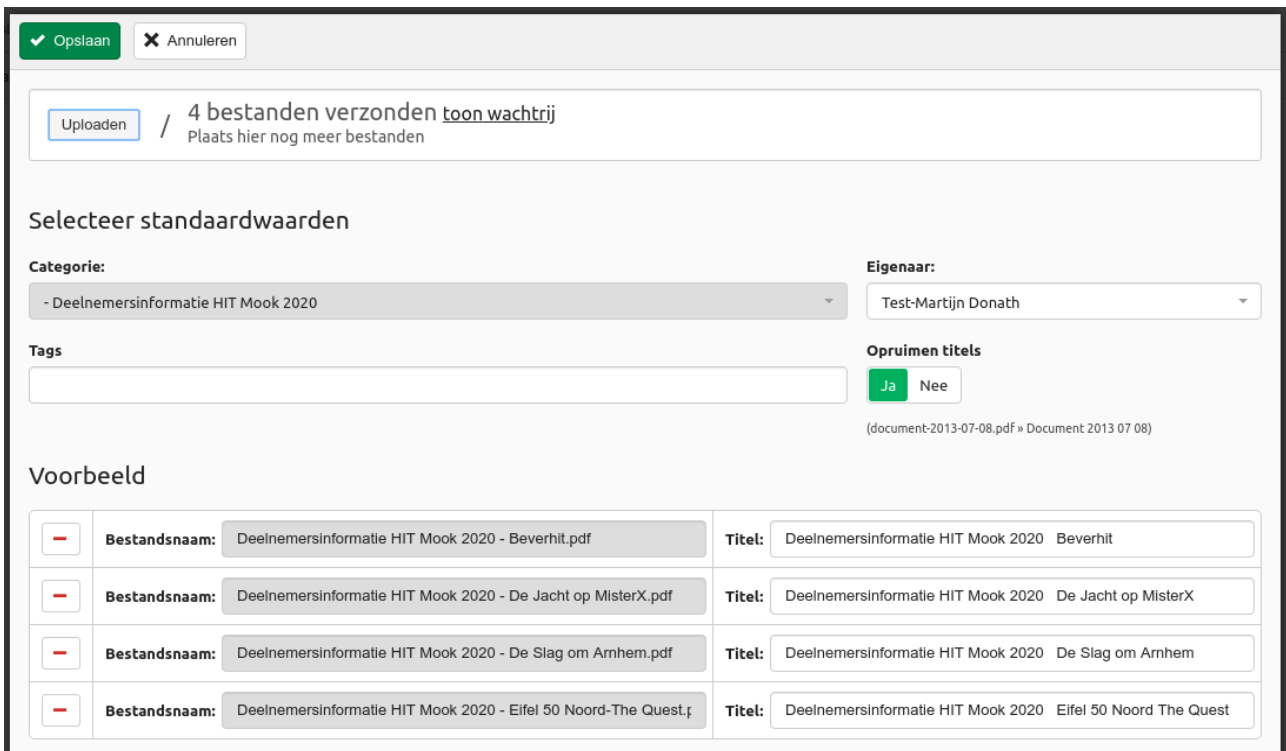 Opslaan Annuleren
Uploaden / 4 bestanden verzonden toon wachtrij
Plaats hier nog meer bestanden
Selecteer standaardwaarden
Categorie: Eigenaar:
- Deelnemersinformatie HIT Mook 2020 Test-Martijn Donath
Tags Opruimen titels
Ja Nee
(document-2013-07-08.pdf » Document 2013 07 08)
Voorbeeld
Bestandsnaam: Deelnemersinformatie HIT Mook 2020 - Beverhit.pdf Titel: Deelnemersinformatie HIT Mook 2020   Beverhit
Bestandsnaam: Deelnemersinformatie HIT Mook 2020 - De Jacht op MisterX.pdf Titel: Deelnemersinformatie HIT Mook 2020   De Jacht op MisterX
Bestandsnaam: Deelnemersinformatie HIT Mook 2020 - De Slag om Arnhem.pdf Titel: Deelnemersinformatie HIT Mook 2020   De Slag om Arnhem
Bestandsnaam: Deelnemersinformatie HIT Mook 2020 - Eifel 50 Noord-The Quest.p Titel: Deelnemersinformatie HIT Mook 2020   Eifel 50 Noord The Quest